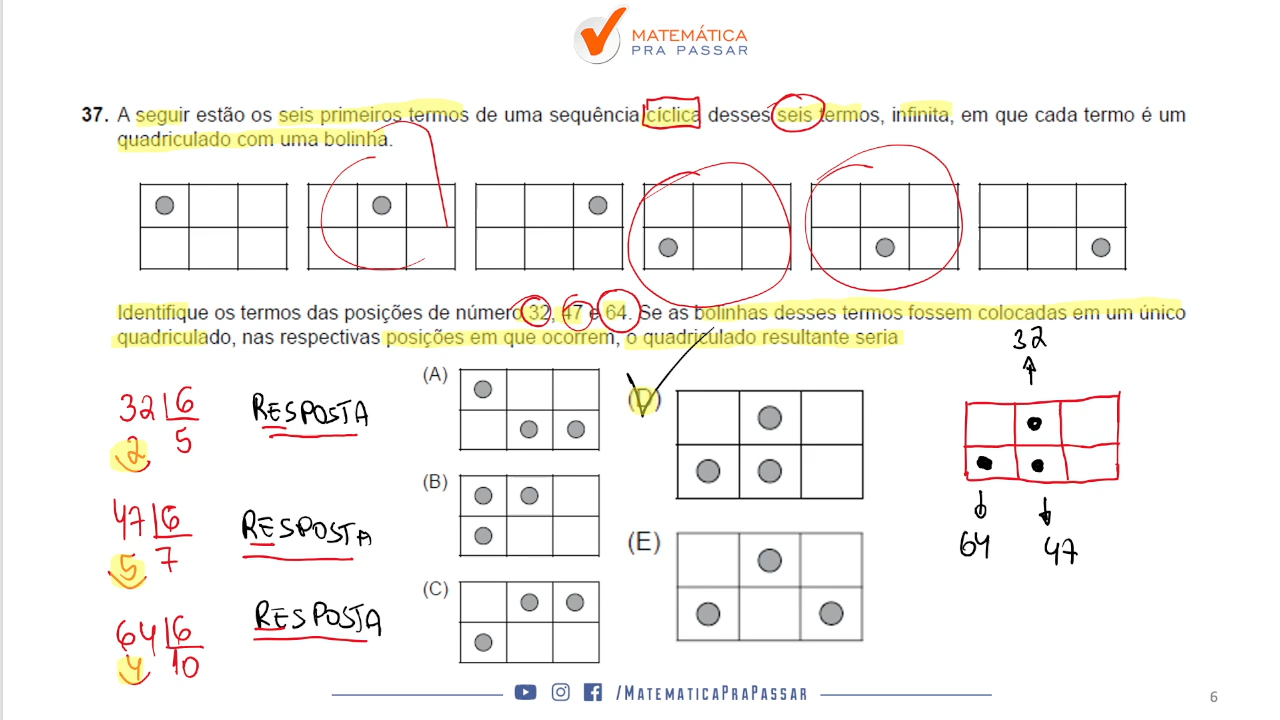 MATEMÁTICA
PRA PASSAR
37. A seguir estão os seis primeiros termos de uma sequência cíclica desses seis termos, infinita, em que cada termo é um
quadriculado com uma bolinha.
Identifique os termos das posições de número 32, 47 e 64. Se as bolinhas desses termos fossem colocadas em um único
quadriculado, nas respectivas posições em que ocorrem, o quadriculado resultante seria
32 6
2 5
RESPOSTA
47 6
5 7
RESPOSTA
64 6
4 10
RESPOSTA
(A)
(B)
(C)
(D)
(E)
32
64
47
/MATEMATICAPRAPASSAR
6